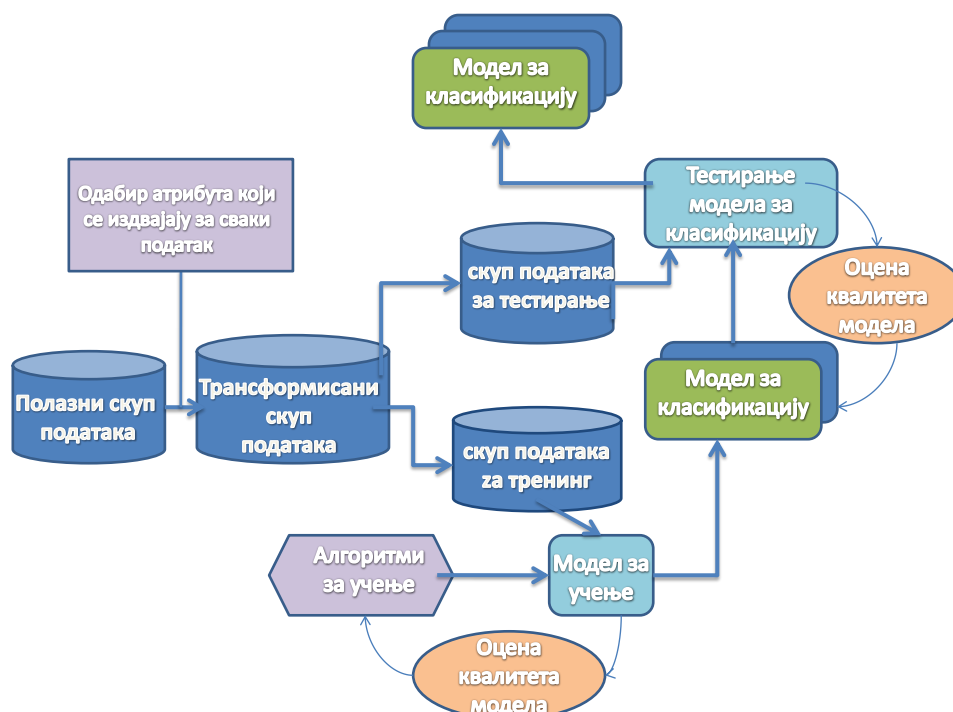 Модел за
класификацију
Одабир атрибута који
се издвајају за сваки
податак
Тестирање
модела за
класификацију
скуп података
за тестирање
Оцена
квалитета
модела
Полазни скуп
података
Трансформисани
скуп
података
Модел за
класификацију
скуп података
za тренинг
Алгоритми
за учење
Модел за
учење
Оцена
квалитета
модела